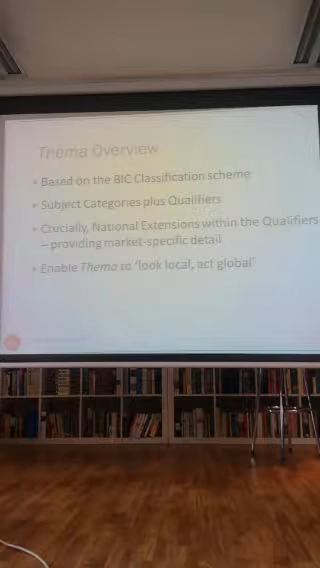 Thema Overview
• Based on the BIC Classification scheme
• Subject Categories plus Qualifiers
• Crucially, National Extensions within the Qualifiers
– providing market-specific detail
• Enable Thema to 'look local, act global'